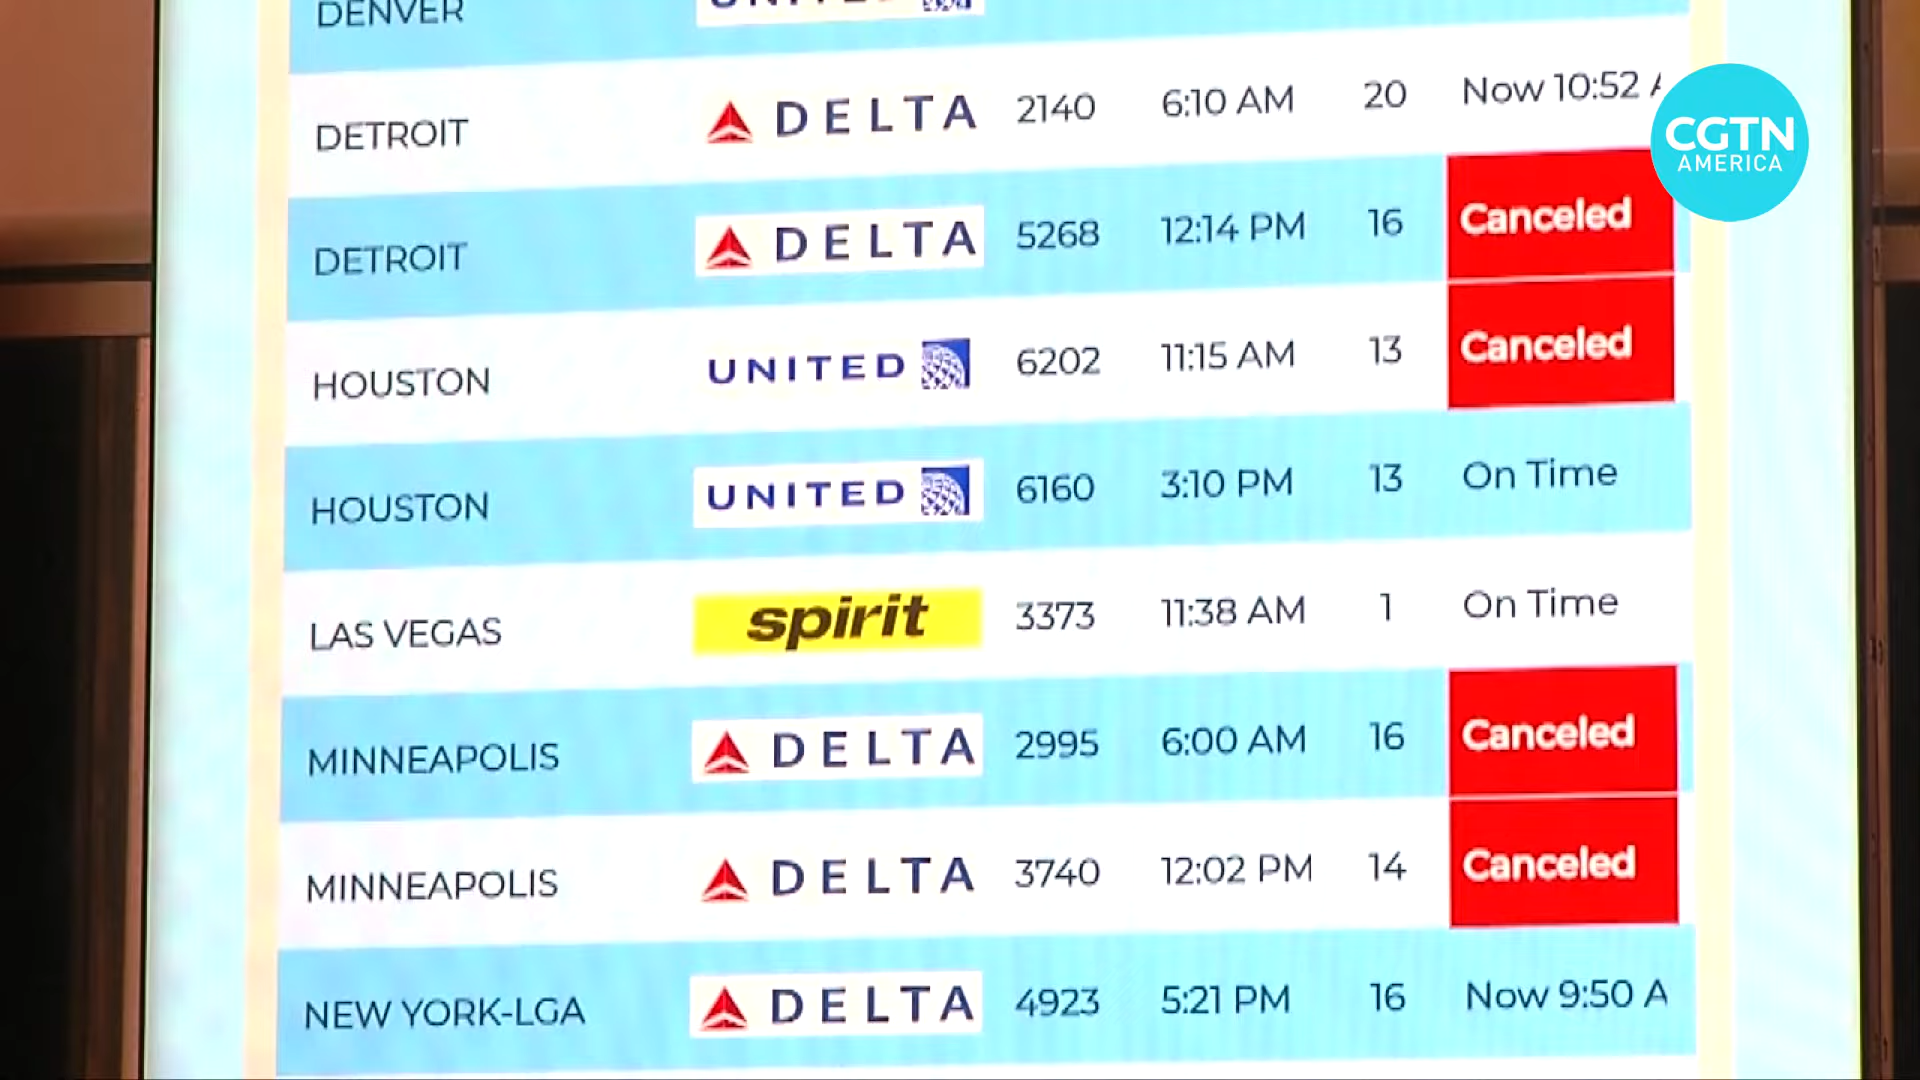 DENVER UNITED
DETROIT DELTA 2140 6:10 AM 20 Now 10:52 A
DETROIT DELTA 5268 12:14 PM 16 Canceled
HOUSTON UNITED 6202 11:15 AM 13 Canceled
HOUSTON UNITED 6160 3:10 PM 13 On Time
LAS VEGAS spirit 3373 11:38 AM 1 On Time
MINNEAPOLIS DELTA 2995 6:00 AM 16 Canceled
MINNEAPOLIS DELTA 3740 12:02 PM 14 Canceled
NEW YORK-LGA DELTA 4923 5:21 PM 16 Now 9:50 A
CGTN
AMERICA